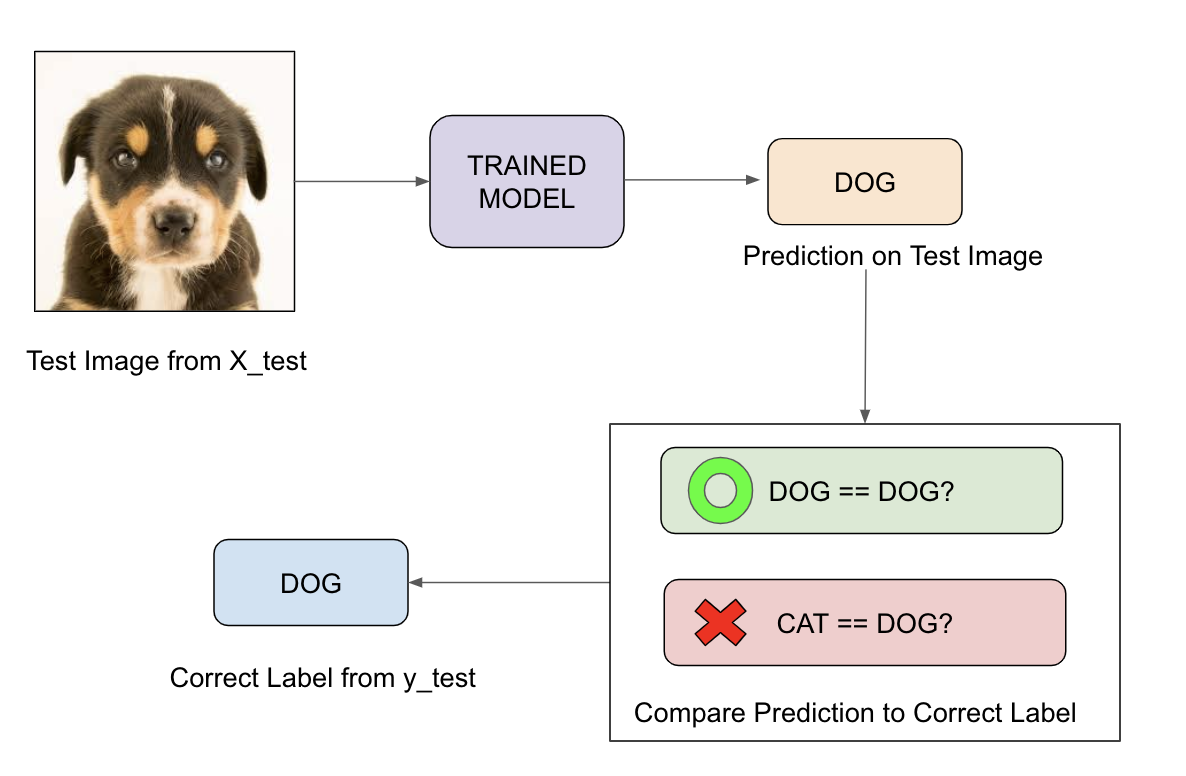 TRAINED
MODEL
DOG
Prediction on Test Image
Test Image from X_test
DOG == DOG?
CAT == DOG?
Compare Prediction to Correct Label
DOG
Correct Label from y_test